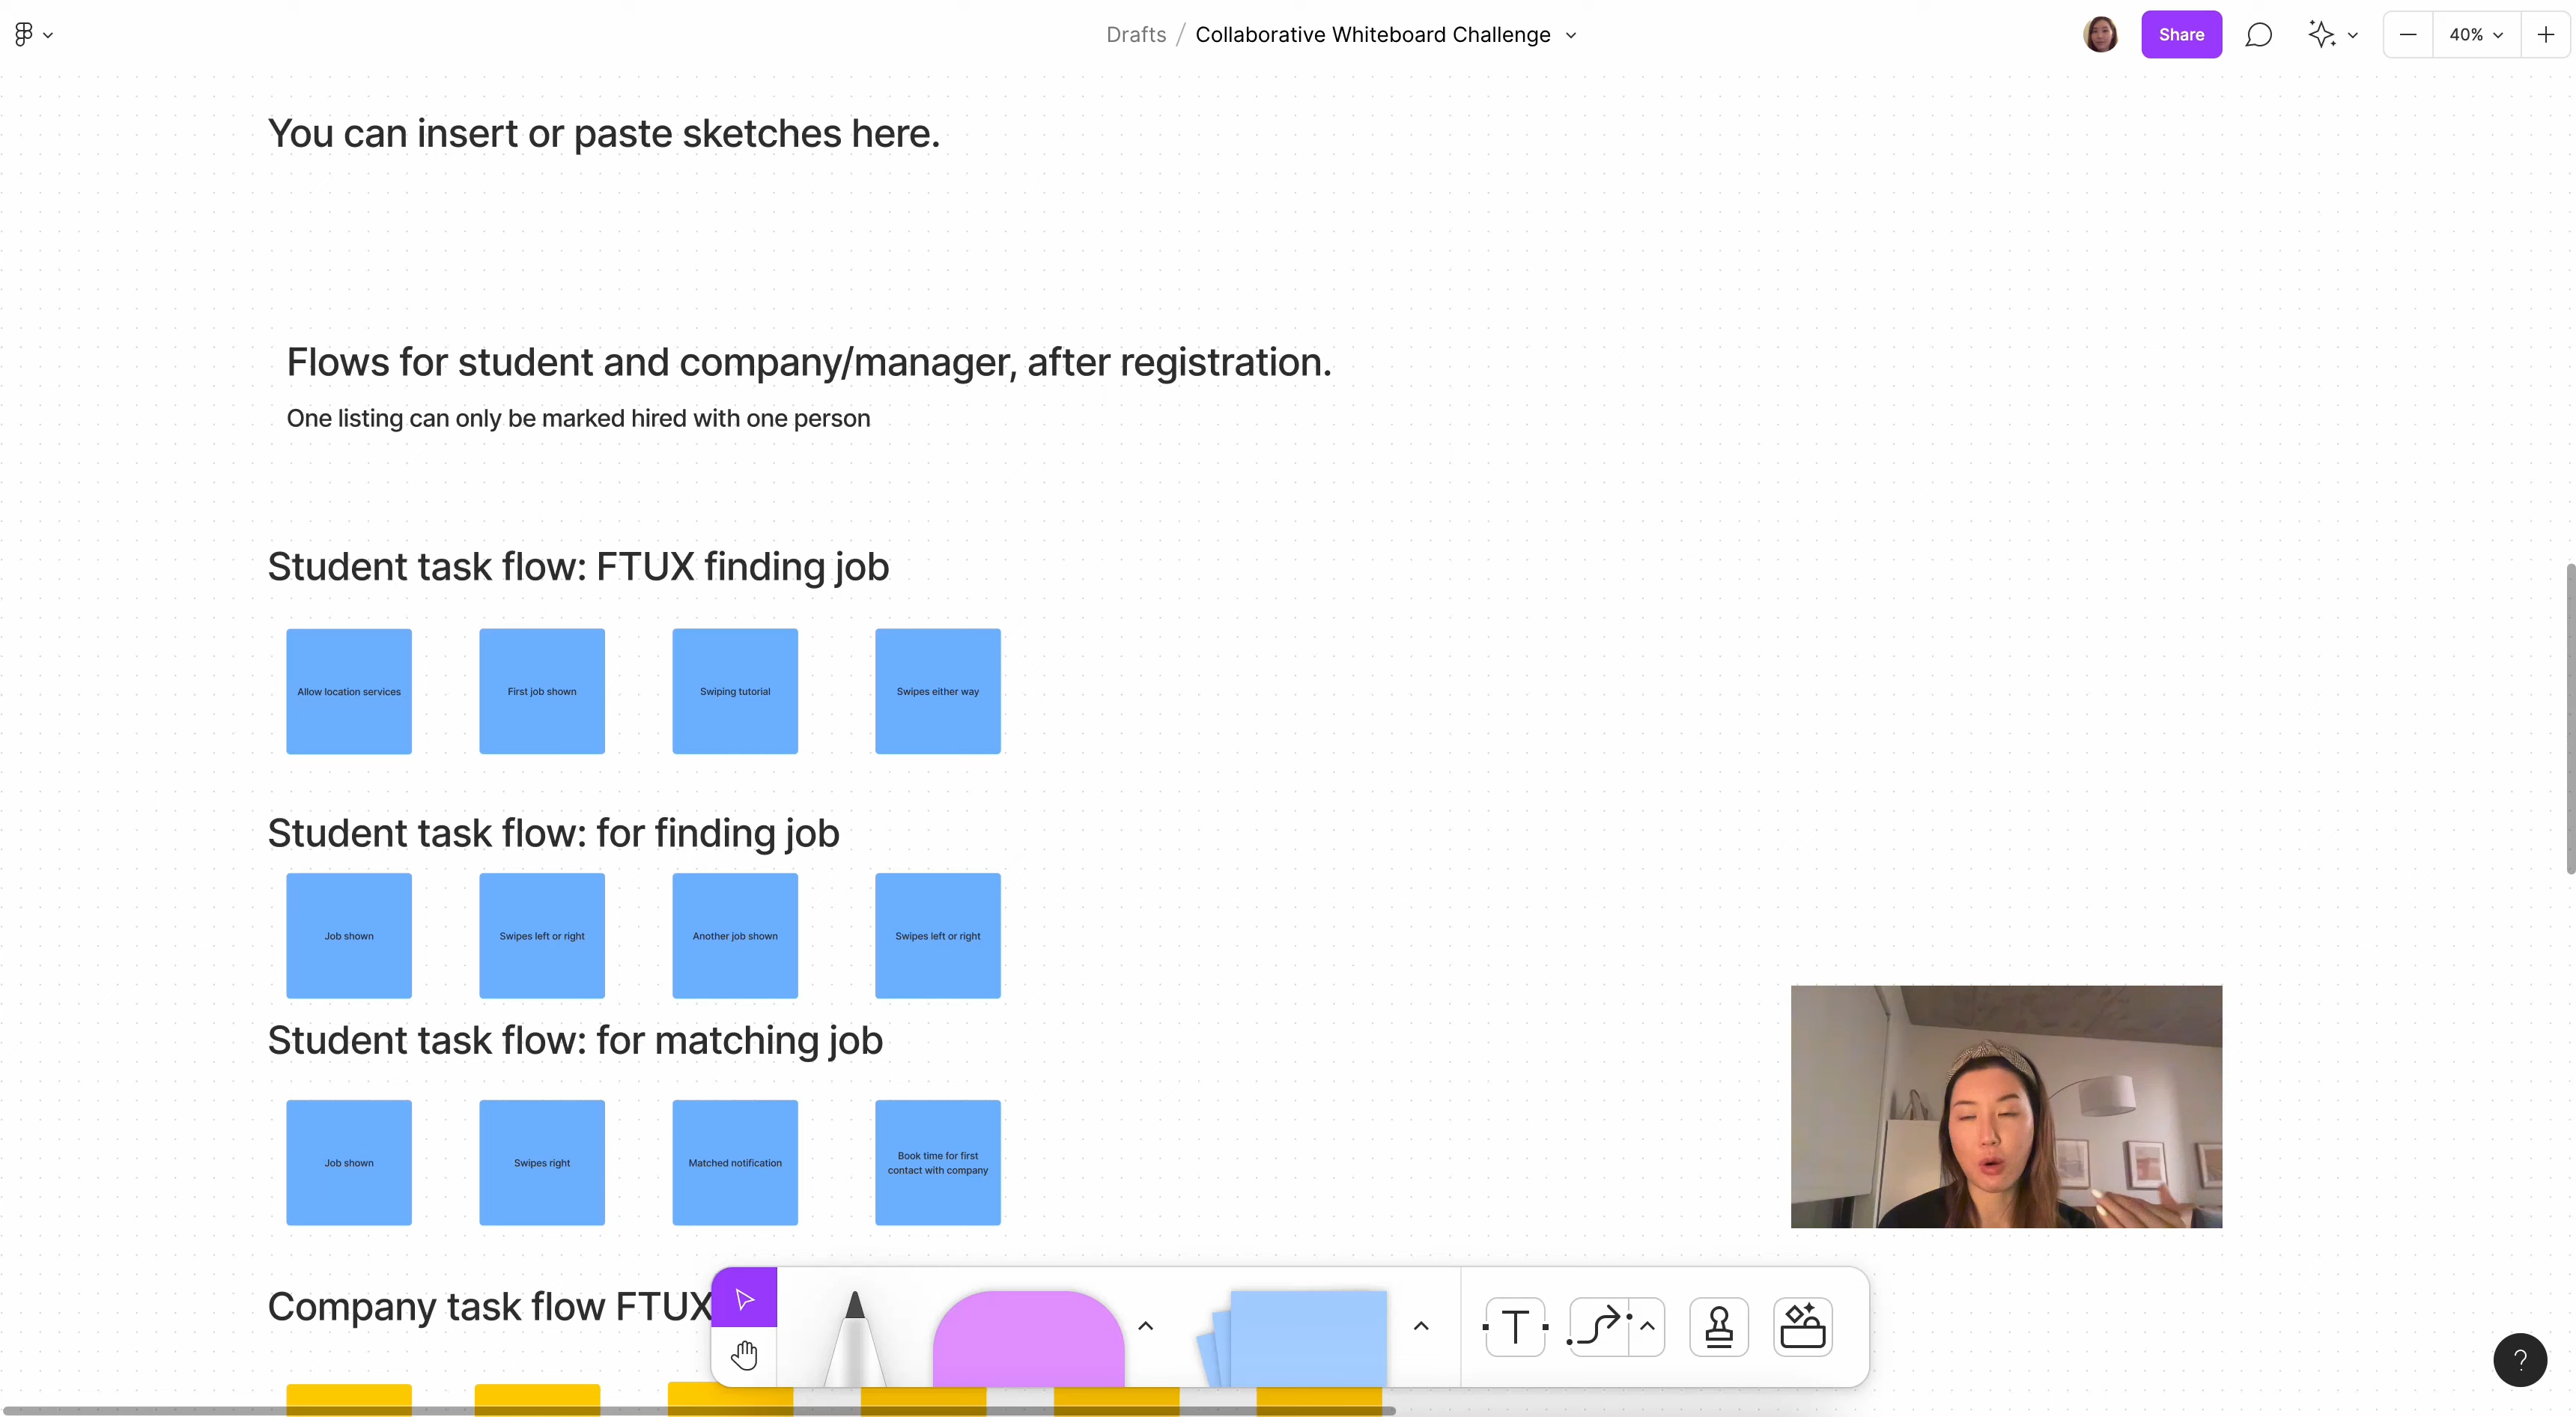 Drafts / Collaborative Whiteboard Challenge
Share
40%
You can insert or paste sketches here.
Flows for student and company/manager, after registration.
One listing can only be marked hired with one person
Student task flow: FTUX finding job
Allow location services
First job shown
Swiping tutorial
Swipes either way
Student task flow: for finding job
Job shown
Swipes left or right
Another job shown
Swipes left or right
Student task flow: for matching job
Job shown
Swipes right
Matched notification
Book time for first
contact with company
Company task flow FTUX
T
?